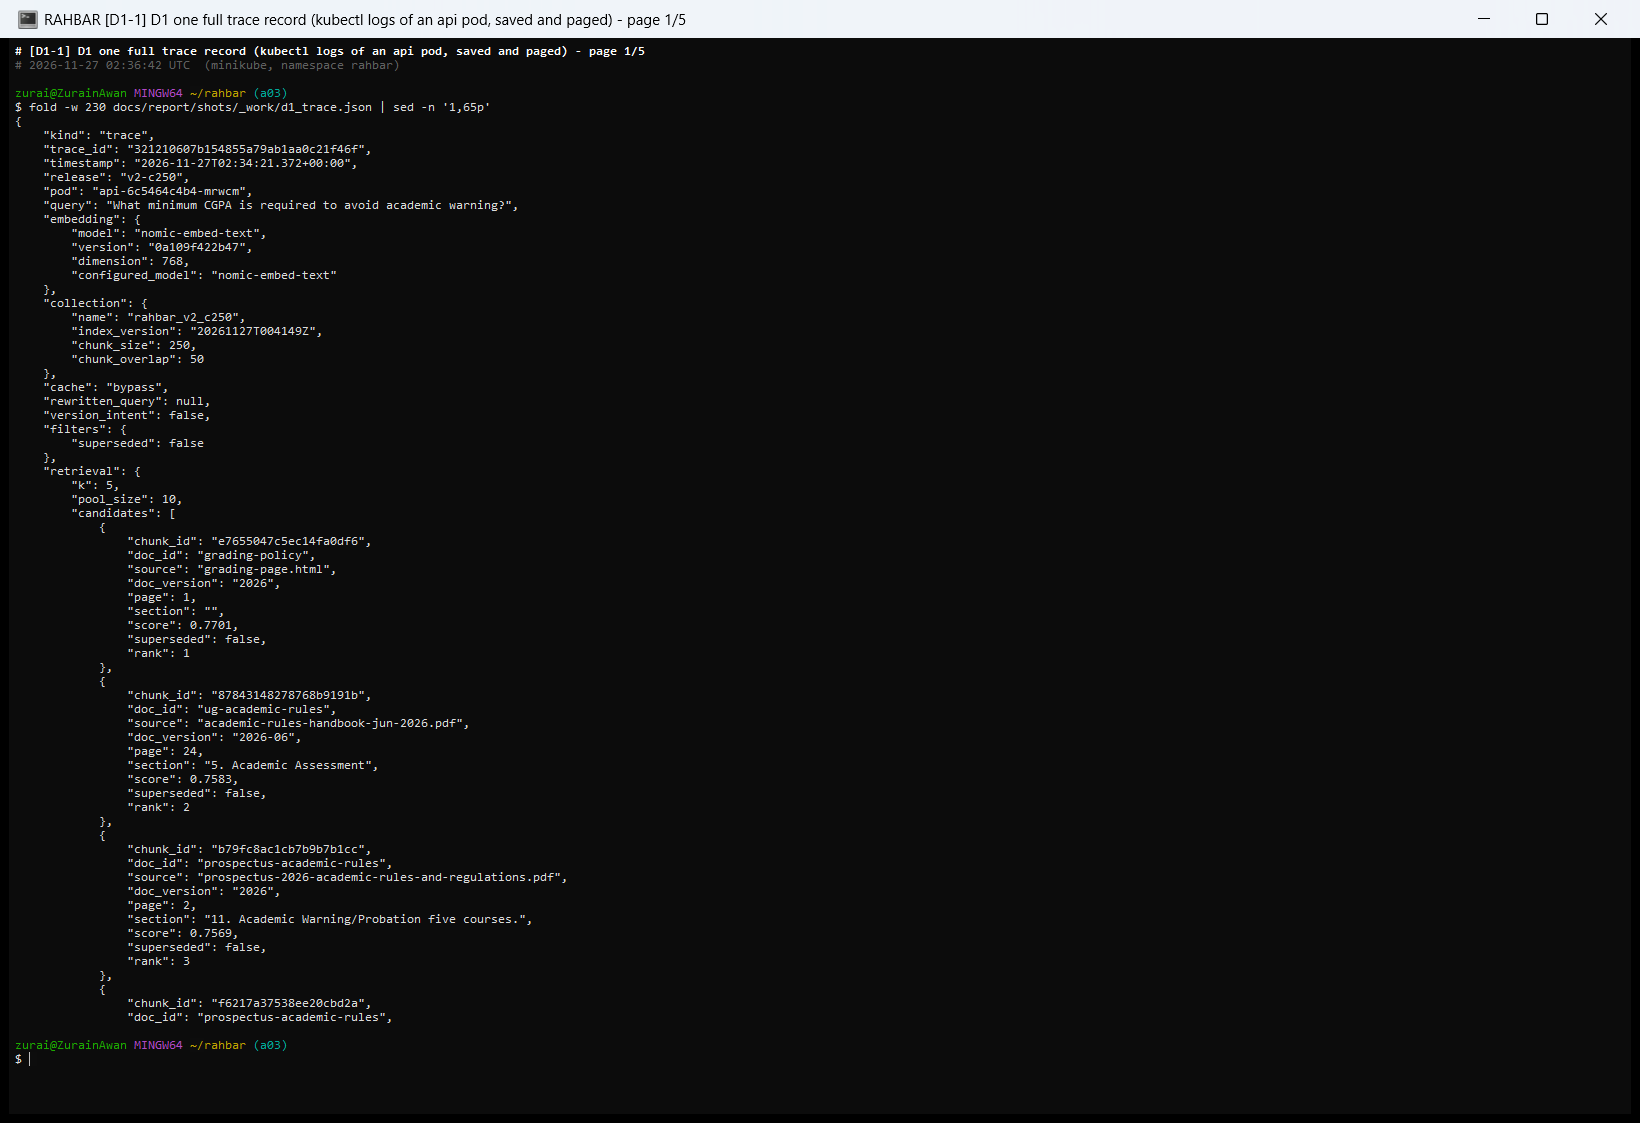 RAHBAR [D1-1] D1 one full trace record (kubectl logs of an api pod, saved and paged) - page 1/5
# [D1-1] D1 one full trace record (kubectl logs of an api pod, saved and paged) - page 1/5
# 2026-11-27 02:36:42 UTC  (minikube, namespace rahbar)
zurai@ZurainAwan MINGW64 ~/rahbar (a03)
$ fold -w 230 docs/report/shots/_work/d1_trace.json | sed -n '1,65p'
{
    "kind": "trace",
    "trace_id": "321210607b154855a79ab1aa0c21f46f",
    "timestamp": "2026-11-27T02:34:21.372+00:00",
    "release": "v2-c250",
    "pod": "api-6c5464c4b4-mrwcm",
    "query": "What minimum CGPA is required to avoid academic warning?",
    "embedding": {
        "model": "nomic-embed-text",
        "version": "0a109f422b47",
        "dimension": 768,
        "configured_model": "nomic-embed-text"
    },
    "collection": {
        "name": "rahbar_v2_c250",
        "index_version": "20261127T004149Z",
        "chunk_size": 250,
        "chunk_overlap": 50
    },
    "cache": "bypass",
    "rewritten_query": null,
    "version_intent": false,
    "filters": {
        "superseded": false
    },
    "retrieval": {
        "k": 5,
        "pool_size": 10,
        "candidates": [
            {
                "chunk_id": "e7655047c5ec14fa0df6",
                "doc_id": "grading-policy",
                "source": "grading-page.html",
                "doc_version": "2026",
                "page": 1,
                "section": "",
                "score": 0.7701,
                "superseded": false,
                "rank": 1
            },
            {
                "chunk_id": "87843148278768b9191b",
                "doc_id": "ug-academic-rules",
                "source": "academic-rules-handbook-jun-2026.pdf",
                "doc_version": "2026-06",
                "page": 24,
                "section": "5. Academic Assessment",
                "score": 0.7583,
                "superseded": false,
                "rank": 2
            },
            {
                "chunk_id": "b79fc8ac1cb7b9b7b1cc",
                "doc_id": "prospectus-academic-rules",
                "source": "prospectus-2026-academic-rules-and-regulations.pdf",
                "doc_version": "2026",
                "page": 2,
                "section": "11. Academic Warning/Probation five courses.",
                "score": 0.7569,
                "superseded": false,
                "rank": 3
            },
            {
                "chunk_id": "f6217a37538ee20cbd2a",
                "doc_id": "prospectus-academic-rules",
zurai@ZurainAwan MINGW64 ~/rahbar (a03)
$